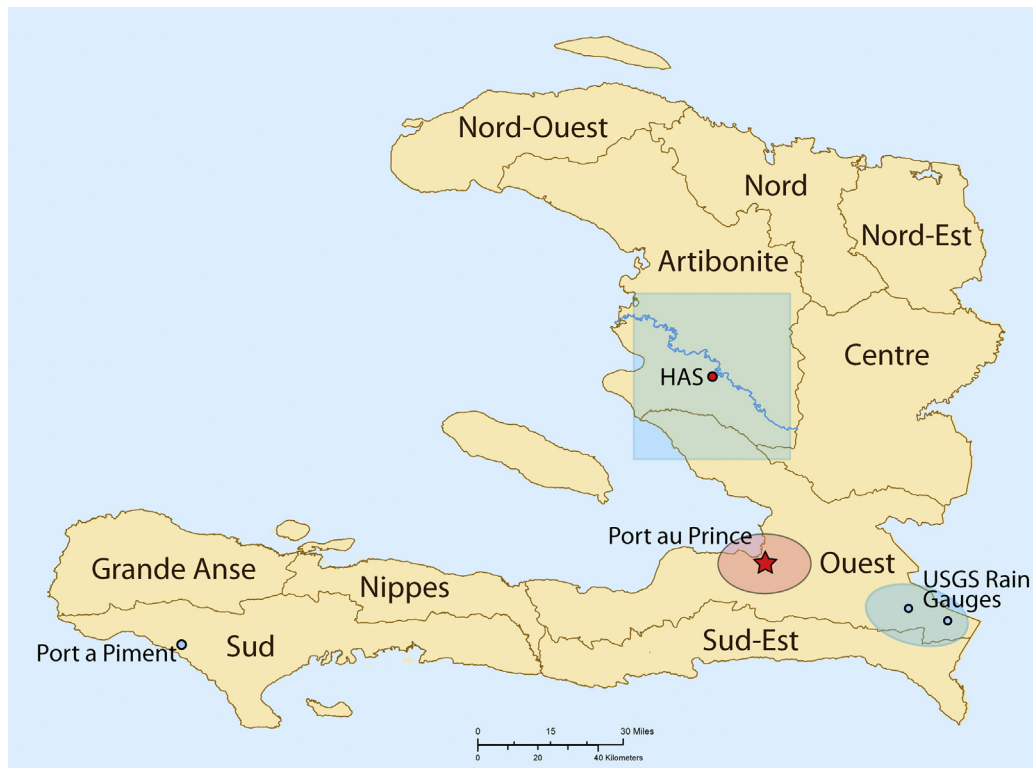 Nord-Ouest
Nord
Nord-Est
Artibonite
Centre
HAS
Port au Prince
Ouest
Grande Anse
Nippes
USGS Rain
Gauges
Sud-Est
Sud
Port a Piment
0 15 30 Miles
0 20 40 Kilometers